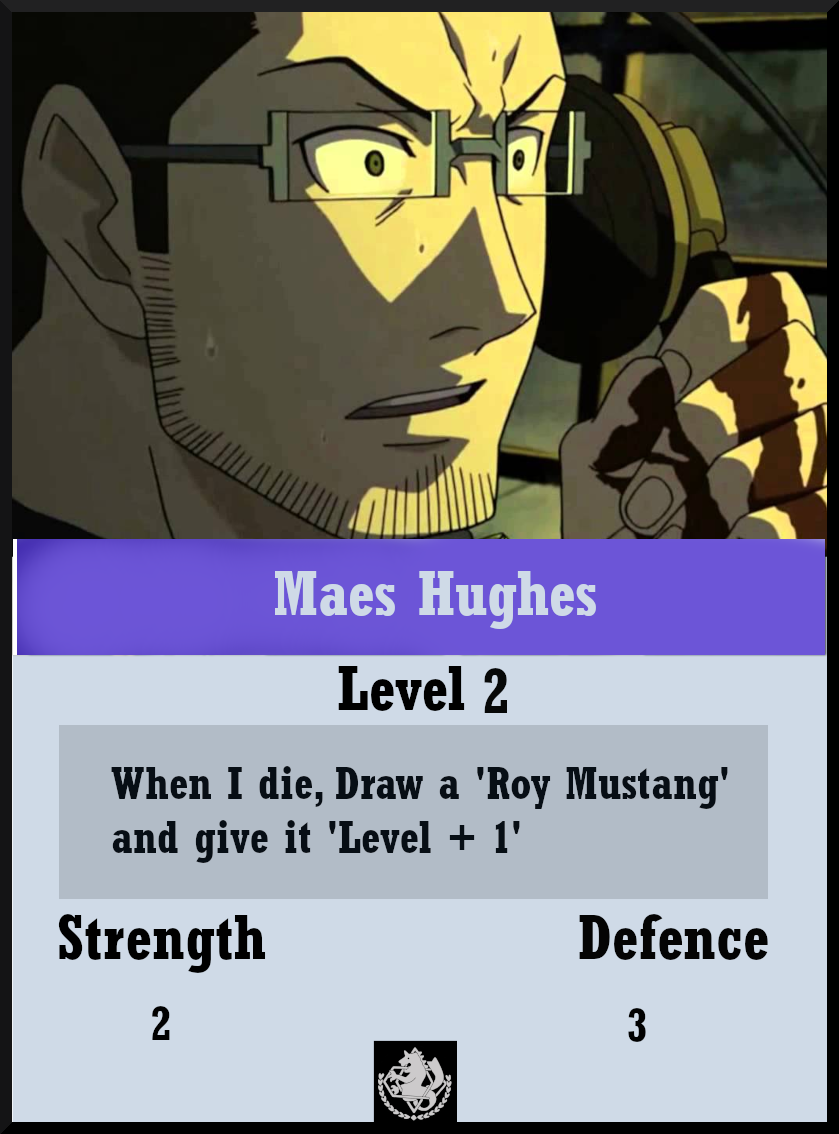 Maes Hughes
Level 2
When I die, Draw a 'Roy Mustang'
and give it 'Level + 1'
Strength Defence
2 3